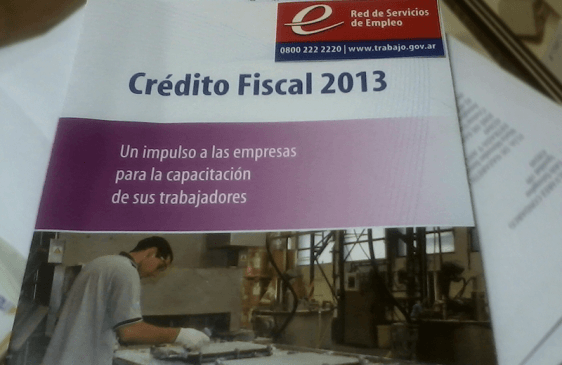 e Red de Servicios
de Empleo
0800 222 2220 | www.trabajo.gov.ar
Crédito Fiscal 2013
Un impulso a las empresas
para la capacitación
de sus trabajadores